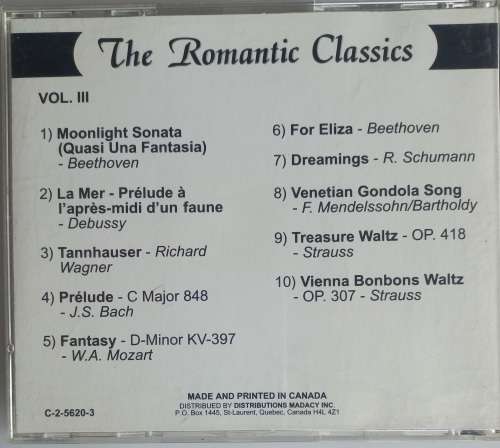 The Romantic Classics
VOL. III
1) Moonlight Sonata
(Quasi Una Fantasia)
- Beethoven
2) La Mer - Prélude à
l'après-midi d'un faune
- Debussy
3) Tannhauser - Richard
Wagner
4) Prélude - C Major 848
- J.S. Bach
5) Fantasy - D-Minor KV-397
- W.A. Mozart
6) For Eliza - Beethoven
7) Dreamings - R. Schumann
8) Venetian Gondola Song
- F. Mendelssohn/Bartholdy
9) Treasure Waltz - OP. 418
- Strauss
10) Vienna Bonbons Waltz
- OP. 307 - Strauss
MADE AND PRINTED IN CANADA
DISTRIBUED BY DISTRIBUTIONS MADACY INC.
P.O. Box 1445, St-Laurent, Quebec, Canada H4L 4Z1
C-2-5620-3